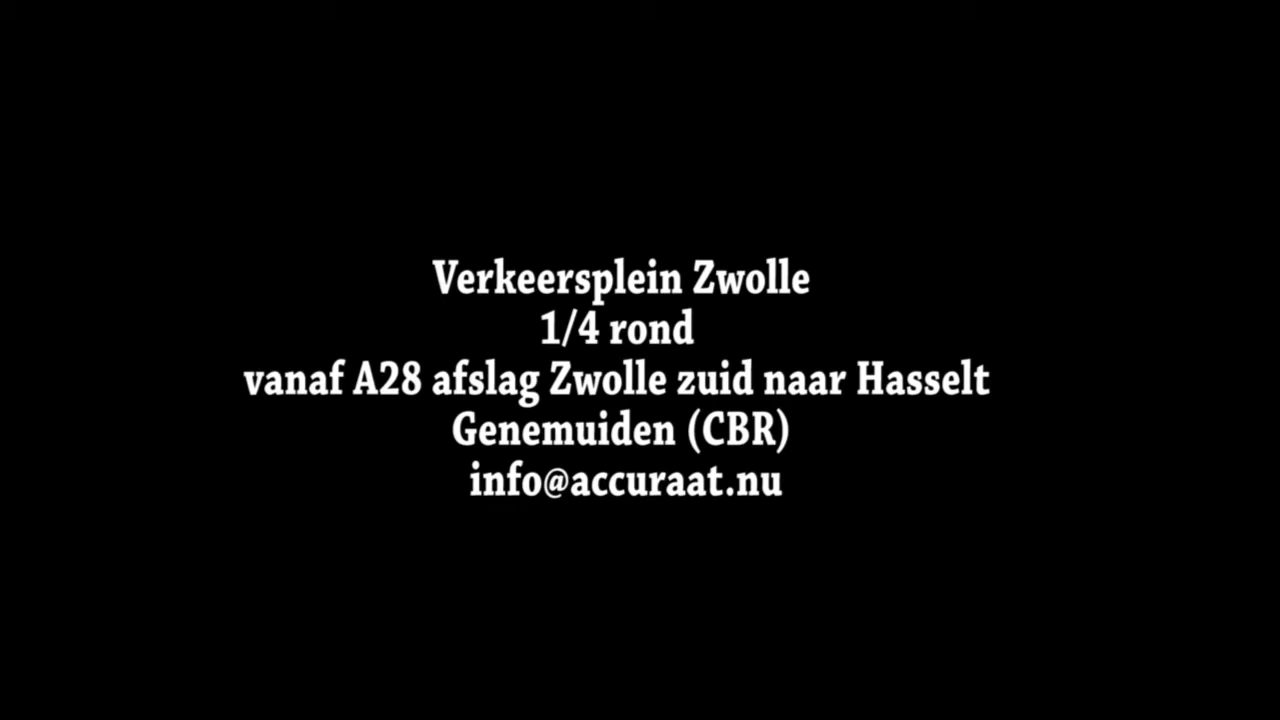 Verkeersplein Zwolle
1/4 rond
vanaf A28 afslag Zwolle zuid naar Hasselt
Genemuiden (CBR)
info@accuraat.nu